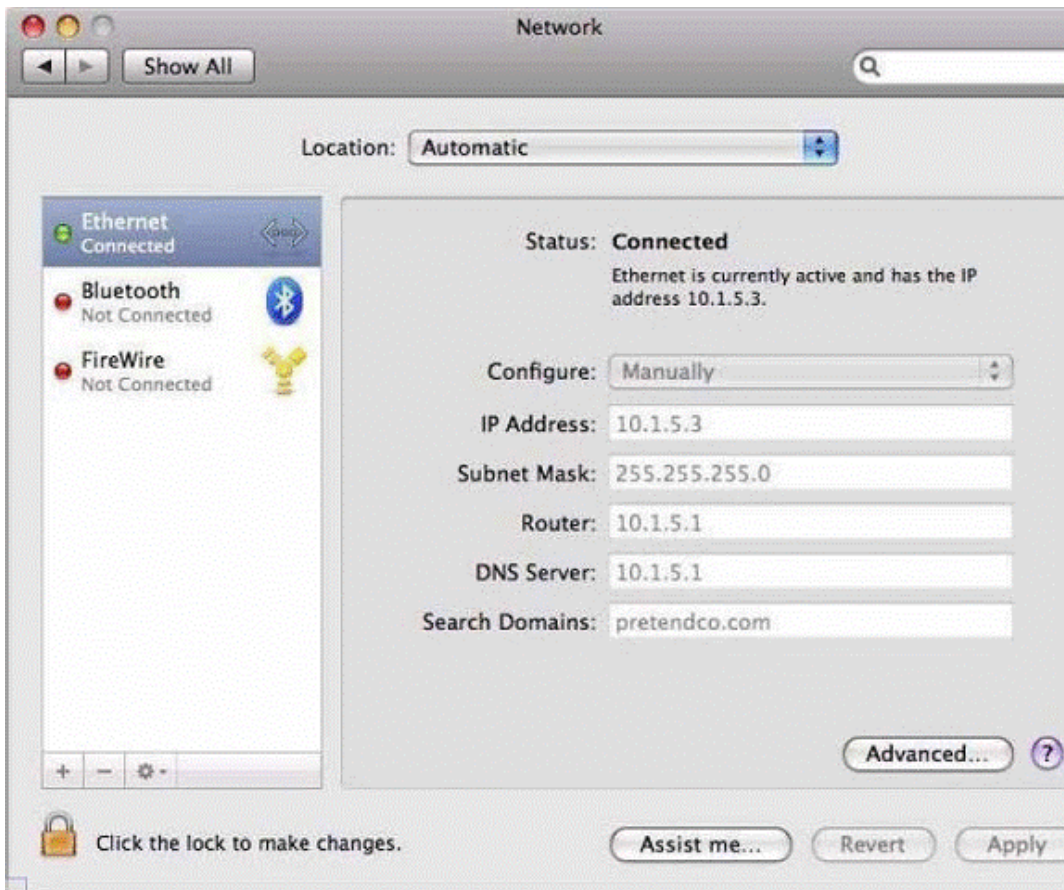 Network
Show All
Location: Automatic
Ethernet
Connected
Bluetooth
Not Connected
FireWire
Not Connected
Status: Connected
Ethernet is currently active and has the IP
address 10.1.5.3.
Configure: Manually
IP Address: 10.1.5.3
Subnet Mask: 255.255.255.0
Router: 10.1.5.1
DNS Server: 10.1.5.1
Search Domains: pretendco.com
Advanced... ?
Click the lock to make changes.
Assist me... Revert Apply